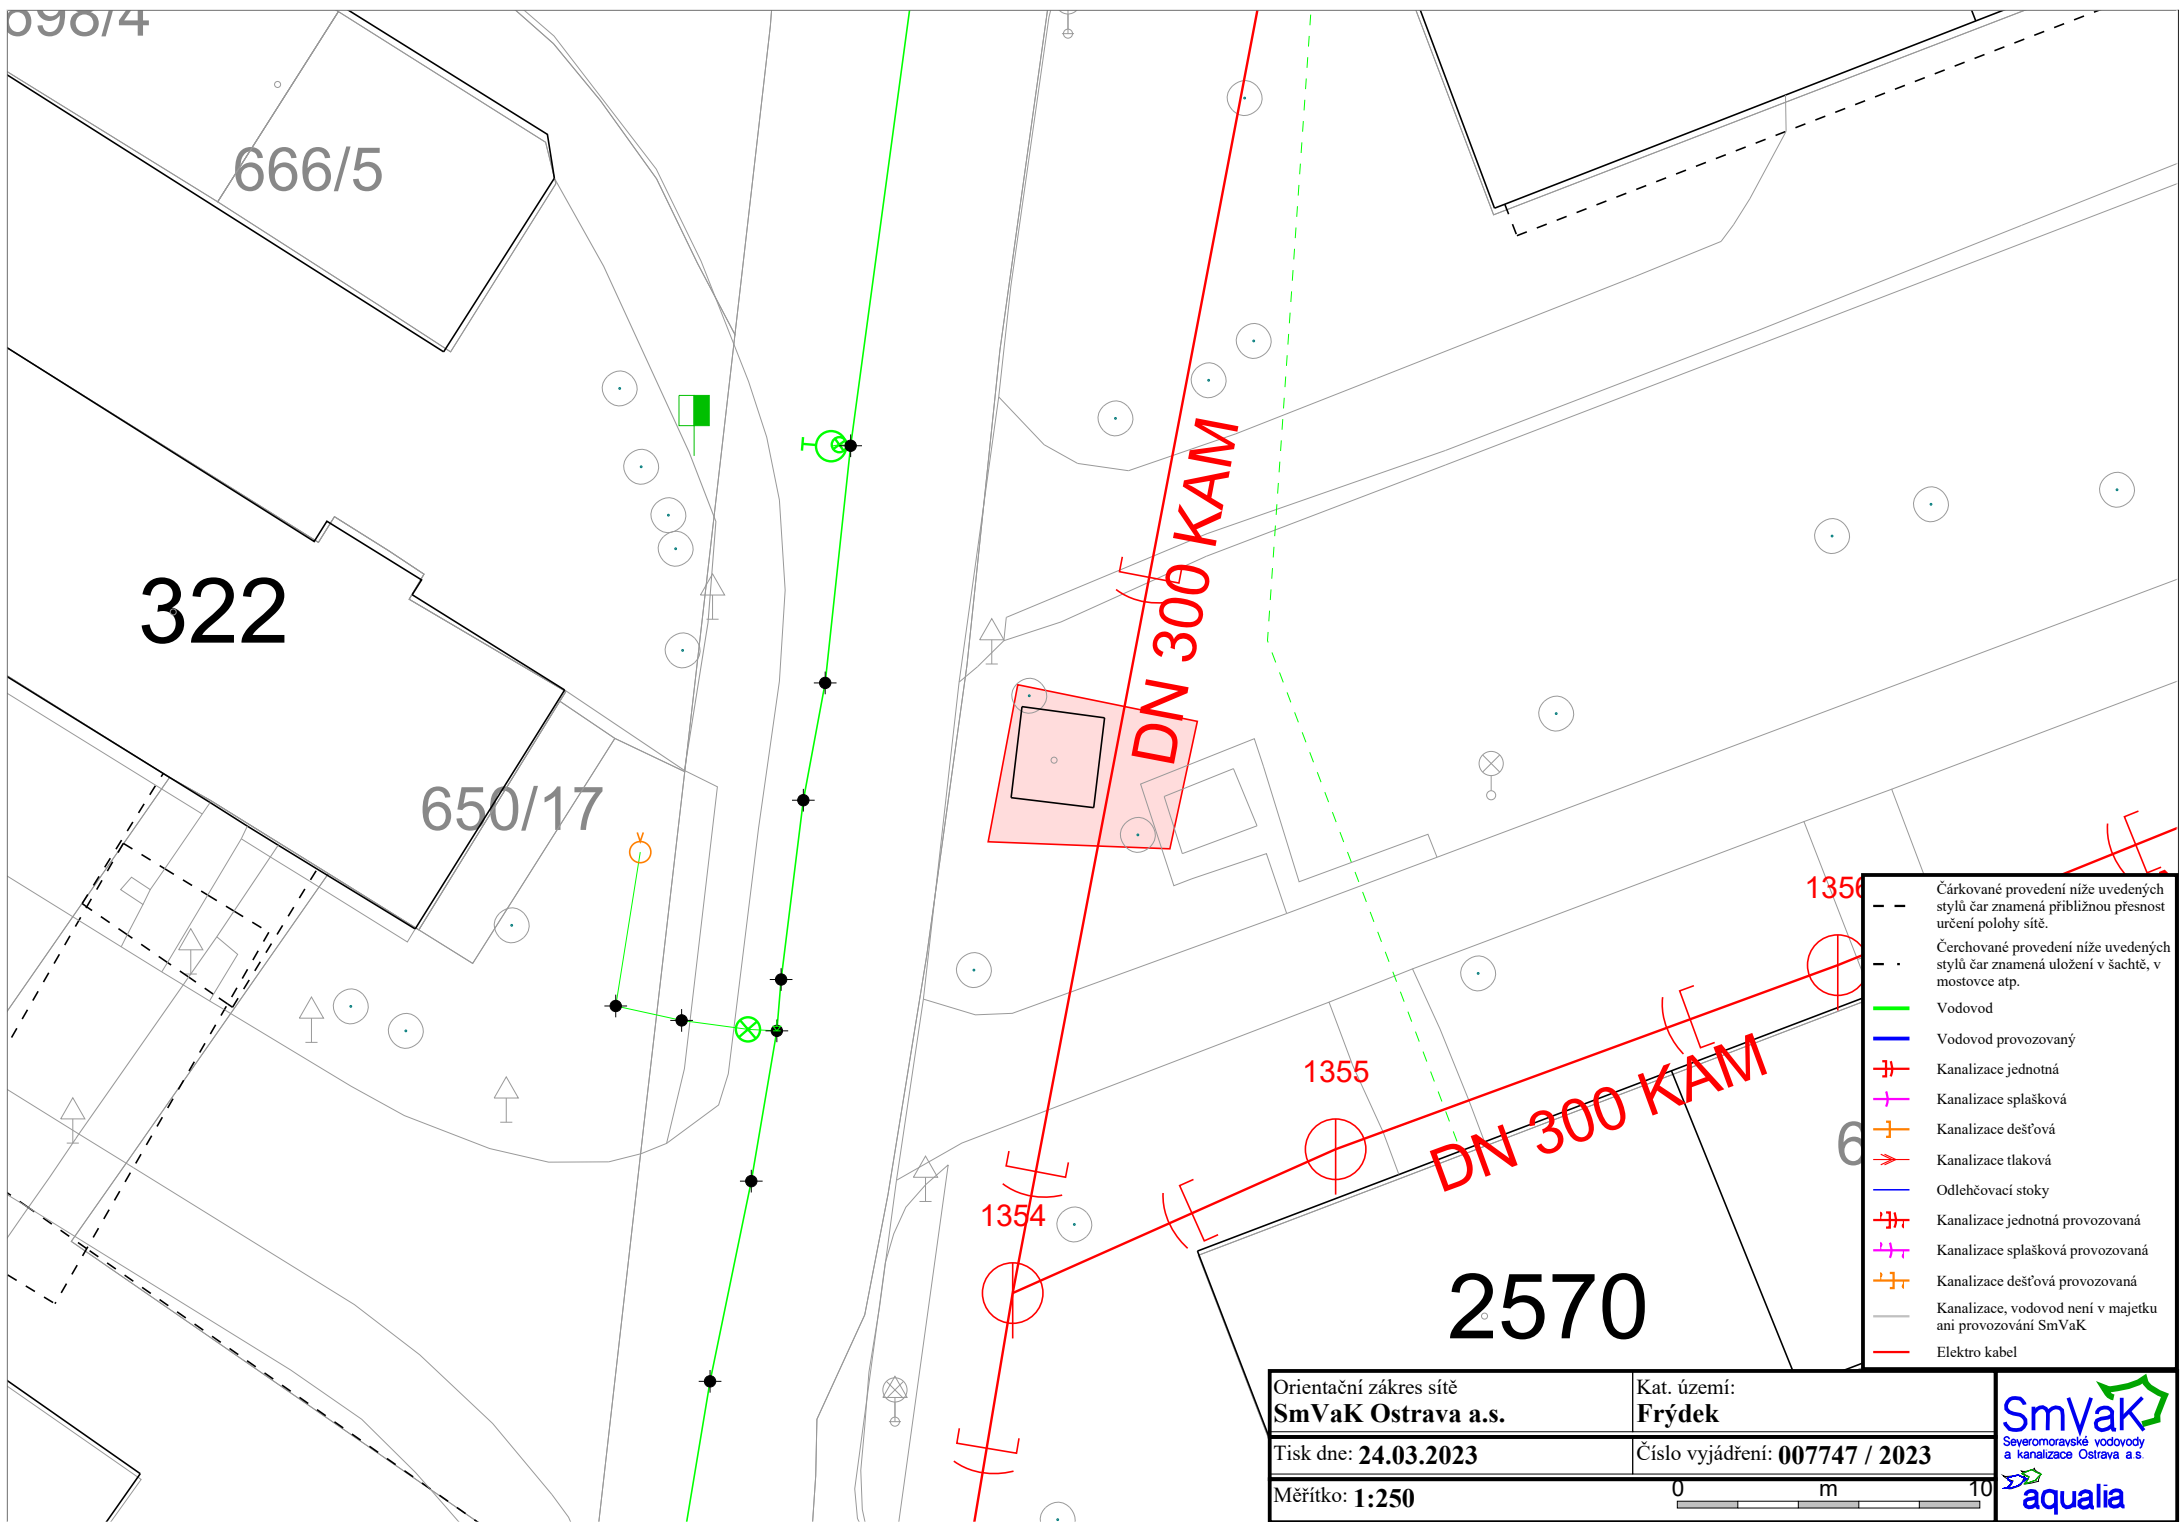 698/4
666/5
322
650/17
DN 300 KAM
1356
1355
DN 300 KAM
1354
2570
6
Čárkované provedení níže uvedených
stylů čar znamená přibližnou přesnost
určení polohy sítě.
Čerchované provedení níže uvedených
stylů čar znamená uložení v šachtě, v
mostovce atp.
Vodovod
Vodovod provozovaný
Kanalizace jednotná
Kanalizace splašková
Kanalizace dešťová
Kanalizace tlaková
Odlehčovací stoky
Kanalizace jednotná provozovaná
Kanalizace splašková provozovaná
Kanalizace dešťová provozovaná
Kanalizace, vodovod není v majetku
ani provozování SmVaK
Elektro kabel
Orientační zákres sítě
SmVaK Ostrava a.s.
Kat. území:
Frýdek
Tisk dne: 24.03.2023
Číslo vyjádření: 007747 / 2023
Měřítko: 1:250
0 m 10
SmVaK
Severomoravské vodovody
a kanalizace Ostrava a.s.
aqualia